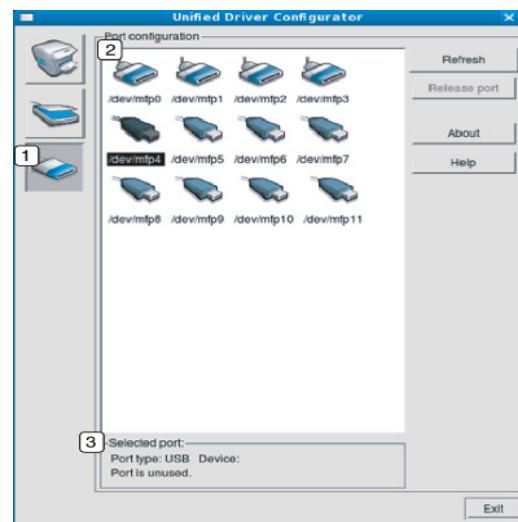 Unified Driver Configurator
Port configuration
2
/dev/mfp0 /dev/mfp1 /dev/mfp2 /dev/mfp3
/dev/mfp4 /dev/mfp5 /dev/mfp6 /dev/mfp7
/dev/mfp8 /dev/mfp9 /dev/mfp10 /dev/mfp11
Refresh
Release port
About
Help
1
3
Selected port:
Port type: USB Device:
Port is unused.
Exit